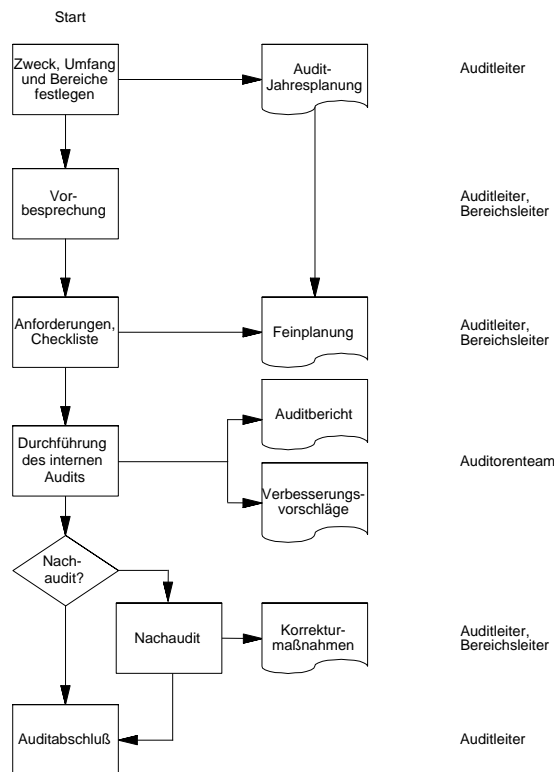 Start
Zweck, Umfang
und Bereiche
festlegen
Audit-
Jahresplanung
Auditleiter
Vor-
besprechung
Auditleiter,
Bereichsleiter
Anforderungen,
Checkliste
Feinplanung
Auditleiter,
Bereichsleiter
Auditbericht
Durchführung
des internen
Audits
Verbesserungs-
vorschläge
Auditorenteam
Nach-
audit?
Nachaudit
Korrektur-
maßnahmen
Auditleiter,
Bereichsleiter
Auditabschluß
Auditleiter